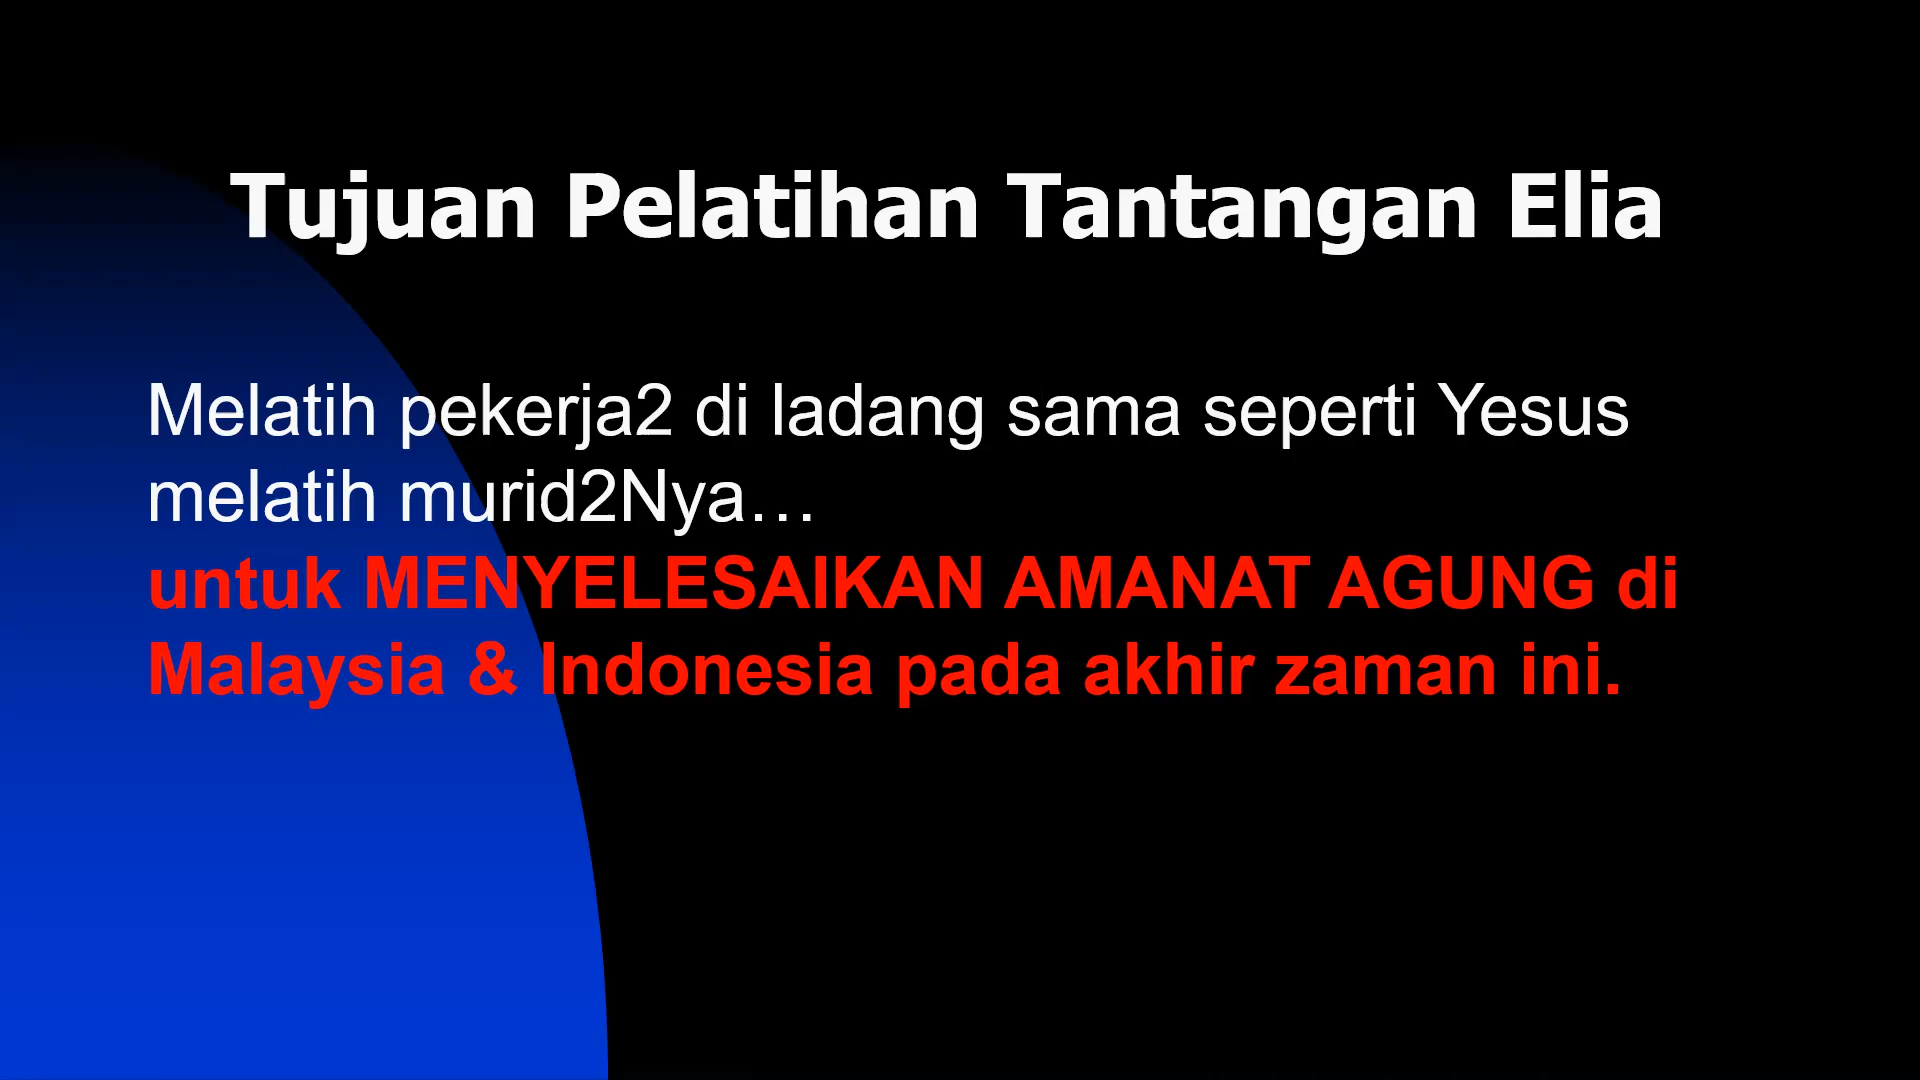 Tujuan Pelatihan Tantangan Elia
Melatih pekerja2 di ladang sama seperti Yesus
melatih murid2Nya…
untuk MENYELESAIKAN AMANAT AGUNG di
Malaysia & Indonesia pada akhir zaman ini.